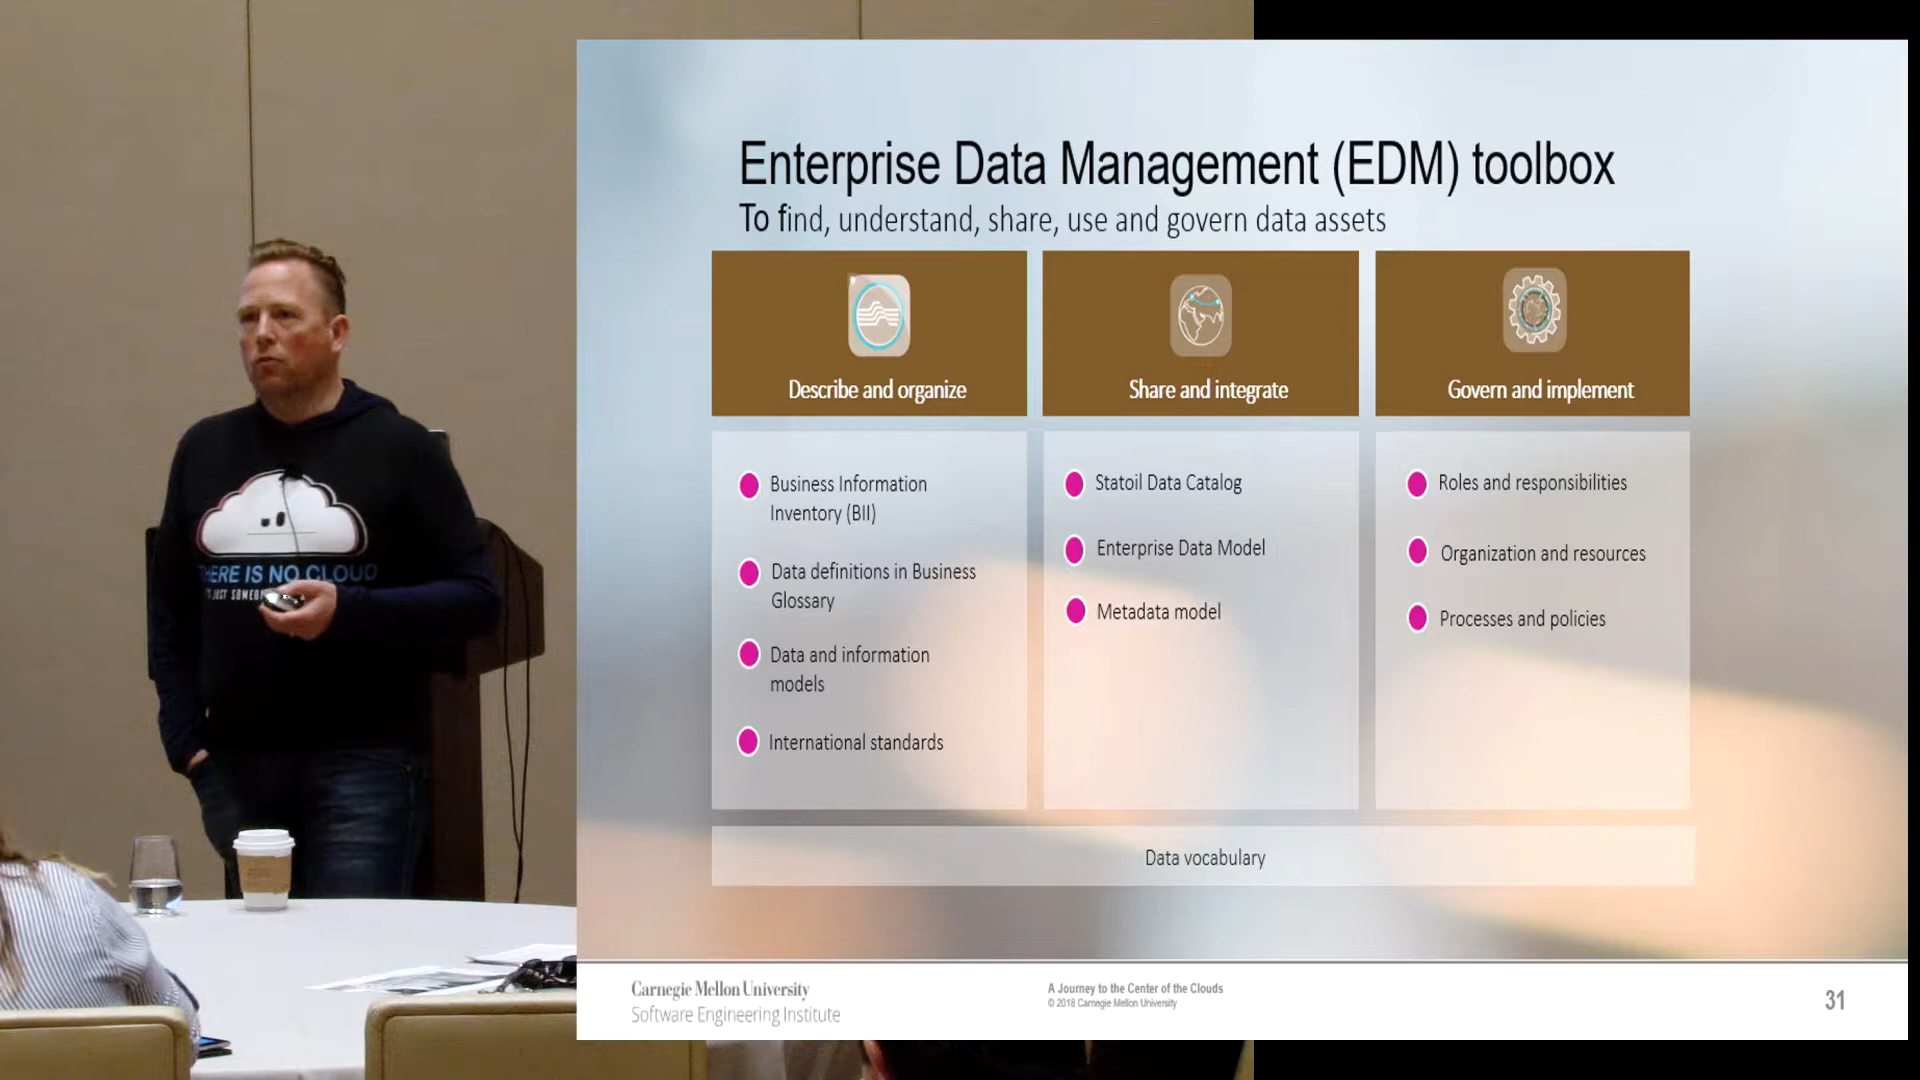 Enterprise Data Management (EDM) toolbox
To find, understand, share, use and govern data assets
Describe and organize
Business Information
Inventory (BII)
Data definitions in Business
Glossary
Data and information
models
International standards
Share and integrate
Statoil Data Catalog
Enterprise Data Model
Metadata model
Govern and implement
Roles and responsibilities
Organization and resources
Processes and policies
Data vocabulary
THERE IS NO CLOUD
JUST
Carnegie Mellon University
Software Engineering Institute
A Journey to the Center of the Clouds
© 2018 Carnegie Mellon University
31